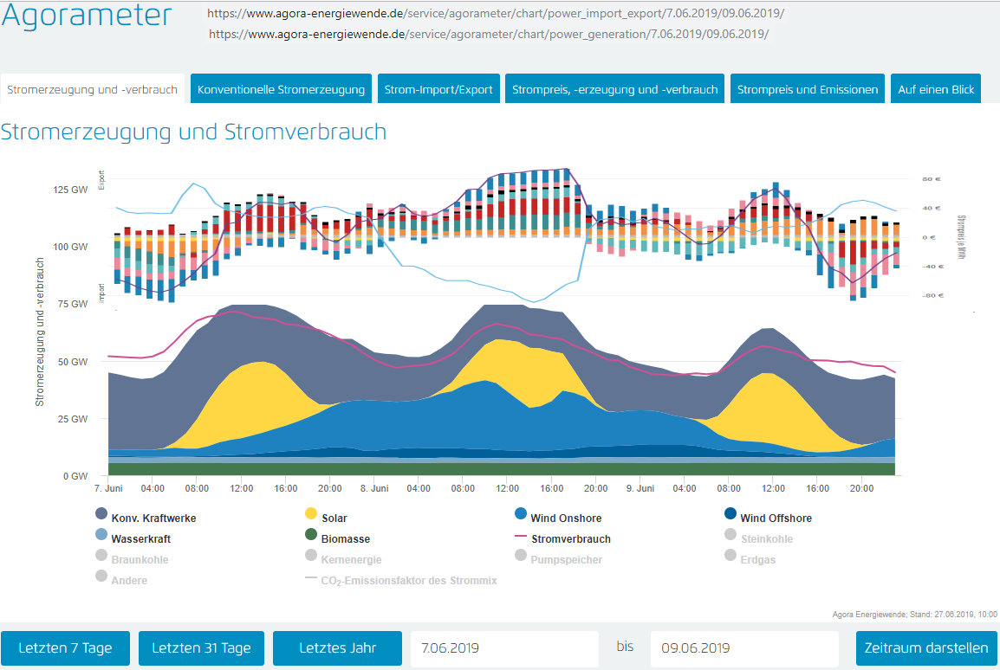 Agorameter
https://www.agora-energiewende.de/service/agorameter/chart/power_import_export/7.06.2019/09.06.2019/
https://www.agora-energiewende.de/service/agorameter/chart/power_generation/7.06.2019/09.06.2019/
Stromerzeugung und -verbrauch Konventionelle Stromerzeugung Strom-Import/Export Strompreis, -erzeugung und -verbrauch Strompreis und Emissionen Auf einen Blick
Stromerzeugung und Stromverbrauch
Export
Import
Stromerzeugung und -verbrauch
125 GW
100 GW
75 GW
50 GW
25 GW
0 GW
80 €
40 €
0 €
-40 €
-80 €
Strompreis je MWh
7. Juni 04:00 08:00 12:00 16:00 20:00 8. Juni 04:00 08:00 12:00 16:00 20:00 9. Juni 04:00 08:00 12:00 16:00 20:00
Konv. Kraftwerke Solar Wind Onshore Wind Offshore
Wasserkraft Biomasse Stromverbrauch Steinkohle
Braunkohle Kernenergie Pumpspeicher Erdgas
Andere CO₂-Emissionsfaktor des Strommix
Agora Energiewende; Stand: 27.06.2019, 10:00
Letzten 7 Tage Letzten 31 Tage Letztes Jahr 7.06.2019 bis 09.06.2019 Zeitraum darstellen